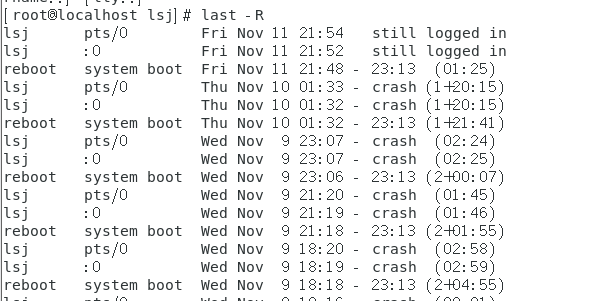 [root@localhost lsj]# last -R
lsj      pts/0         Fri Nov 11 21:54   still logged in
lsj      :0            Fri Nov 11 21:52   still logged in
reboot   system boot   Fri Nov 11 21:48 - 23:13  (01:25)
lsj      pts/0         Thu Nov 10 01:33 - crash (1+20:15)
lsj      :0            Thu Nov 10 01:32 - crash (1+20:15)
reboot   system boot   Thu Nov 10 01:32 - 23:13 (1+21:41)
lsj      pts/0         Wed Nov  9 23:07 - crash  (02:24)
lsj      :0            Wed Nov  9 23:07 - crash  (02:25)
reboot   system boot   Wed Nov  9 23:06 - 23:13 (2+00:07)
lsj      pts/0         Wed Nov  9 21:20 - crash  (01:45)
lsj      :0            Wed Nov  9 21:19 - crash  (01:46)
reboot   system boot   Wed Nov  9 21:18 - 23:13 (2+01:55)
lsj      pts/0         Wed Nov  9 18:20 - crash  (02:58)
lsj      :0            Wed Nov  9 18:19 - crash  (02:59)
reboot   system boot   Wed Nov  9 18:18 - 23:13 (2+04:55)